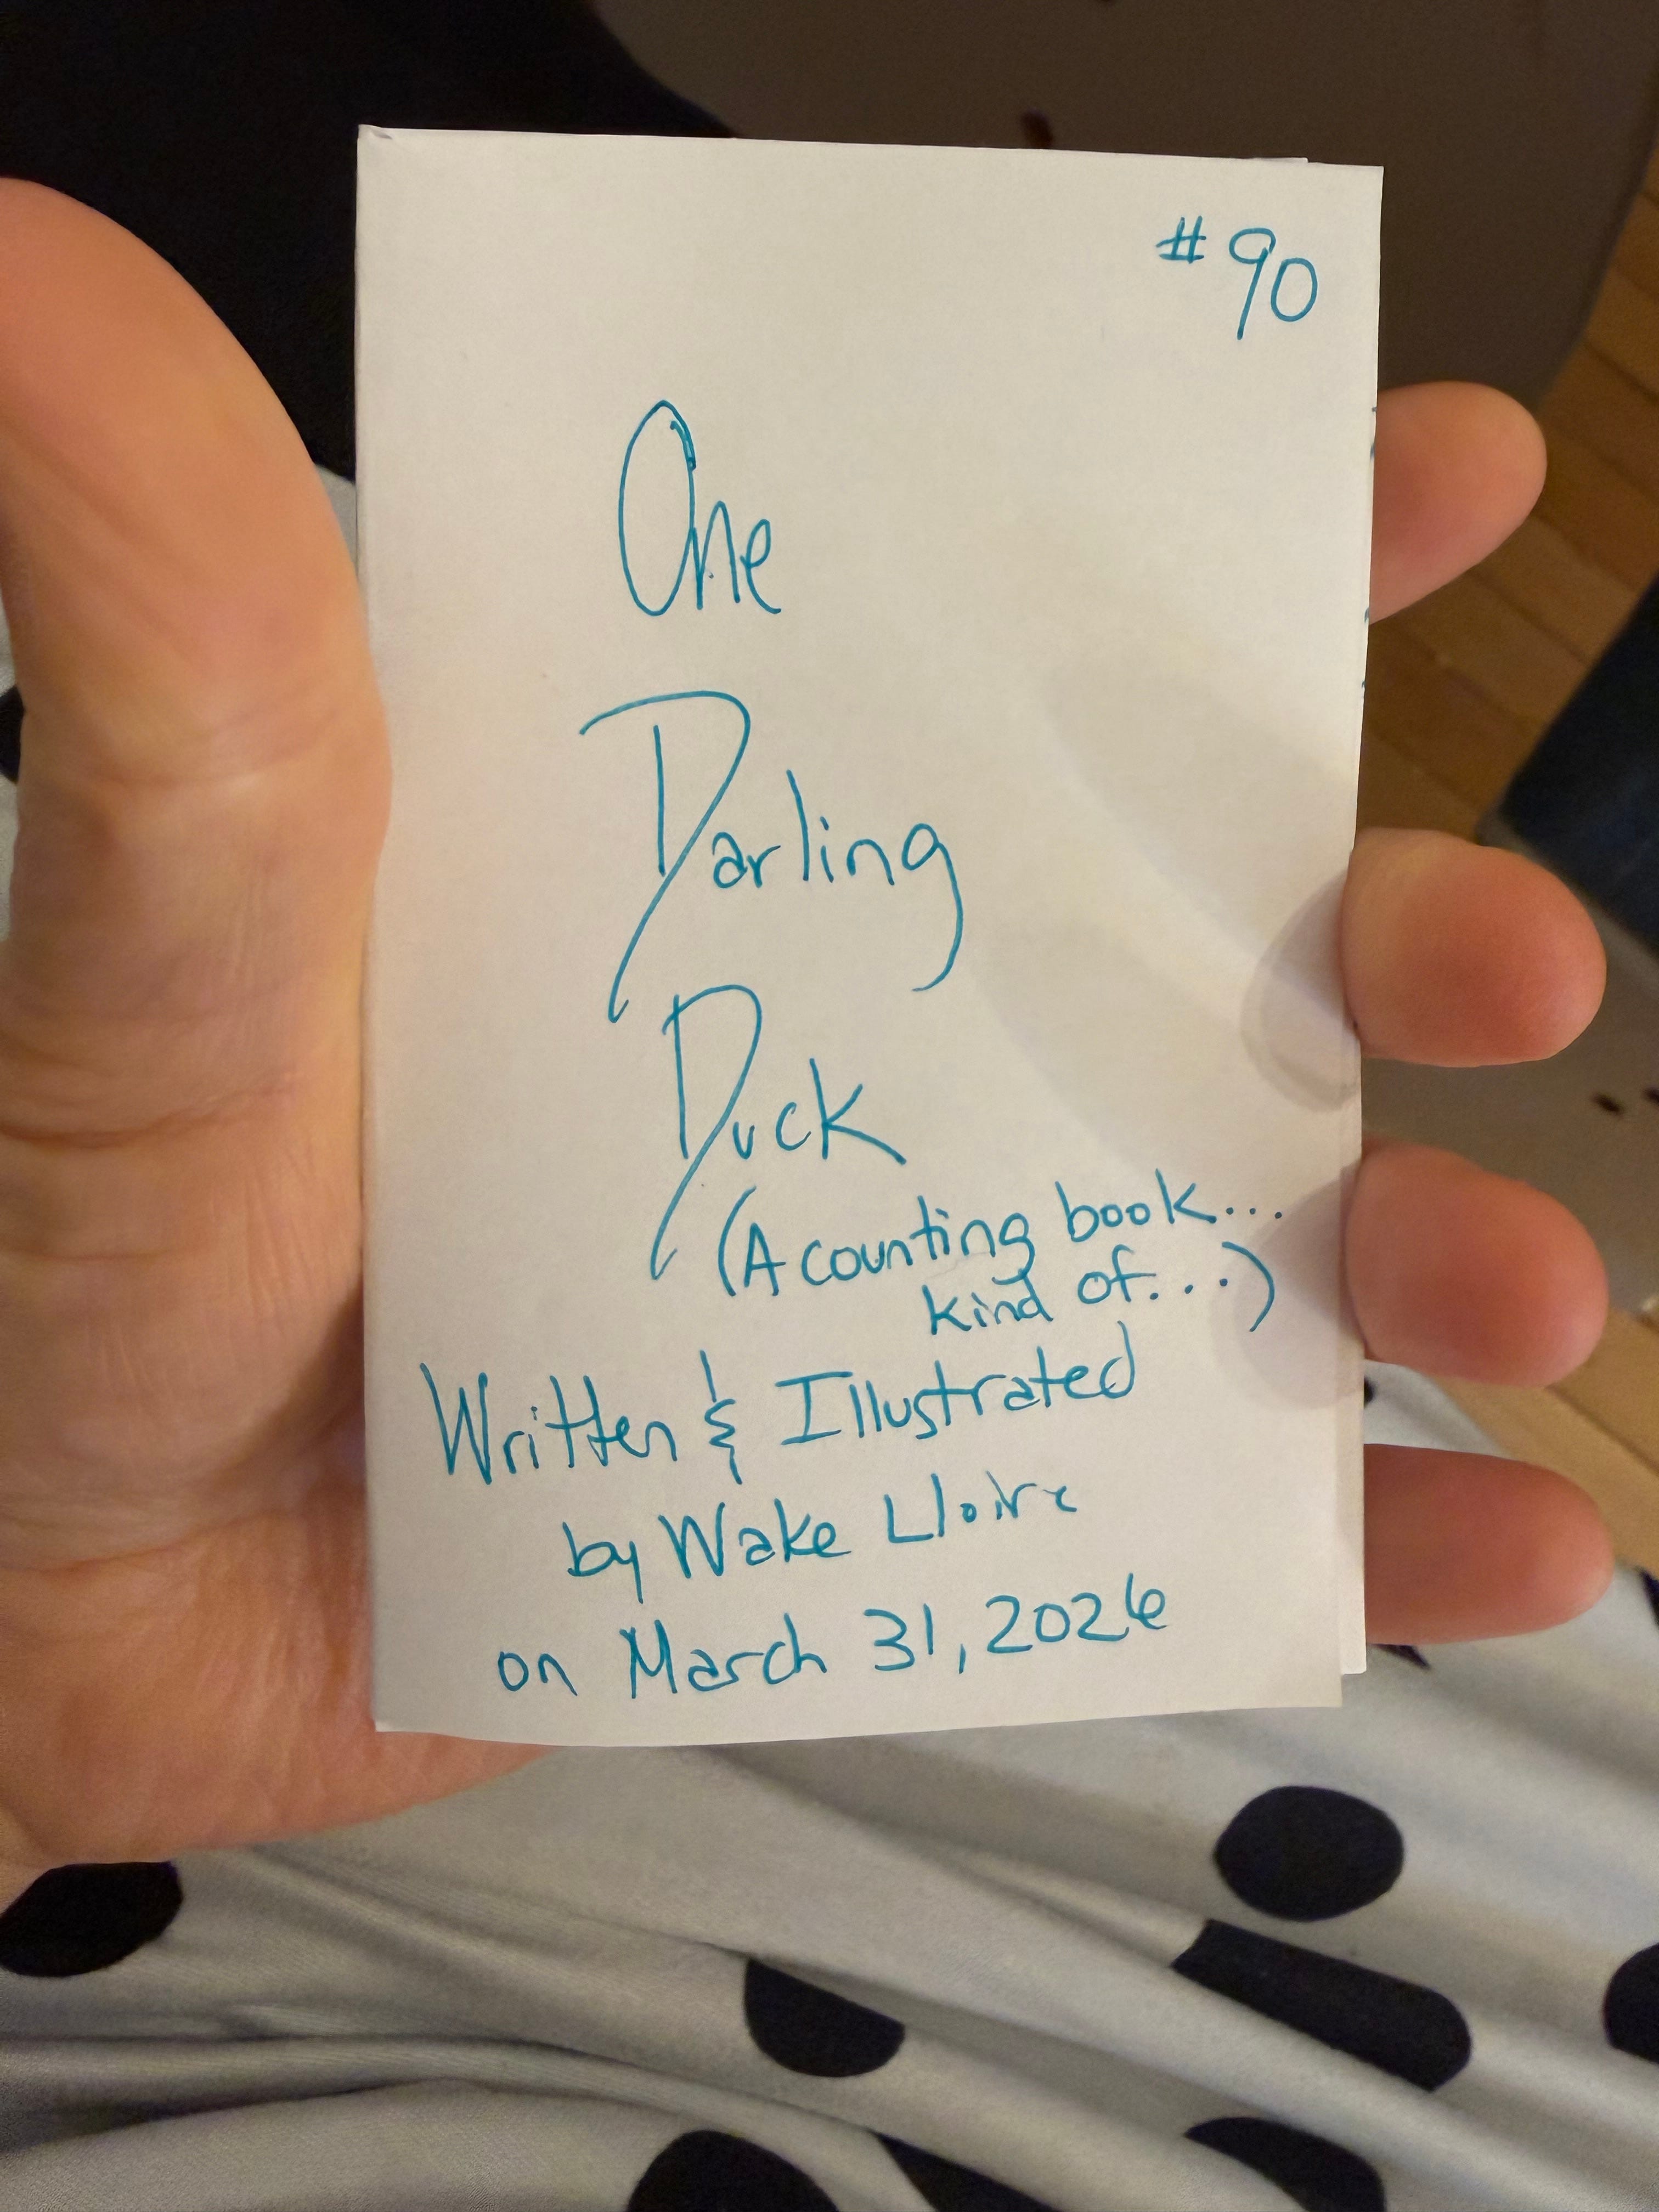 #90
One
Darling
Duck
(A counting book...
kind of...)
Written & Illustrated
by Wake Lloire
on March 31, 2026